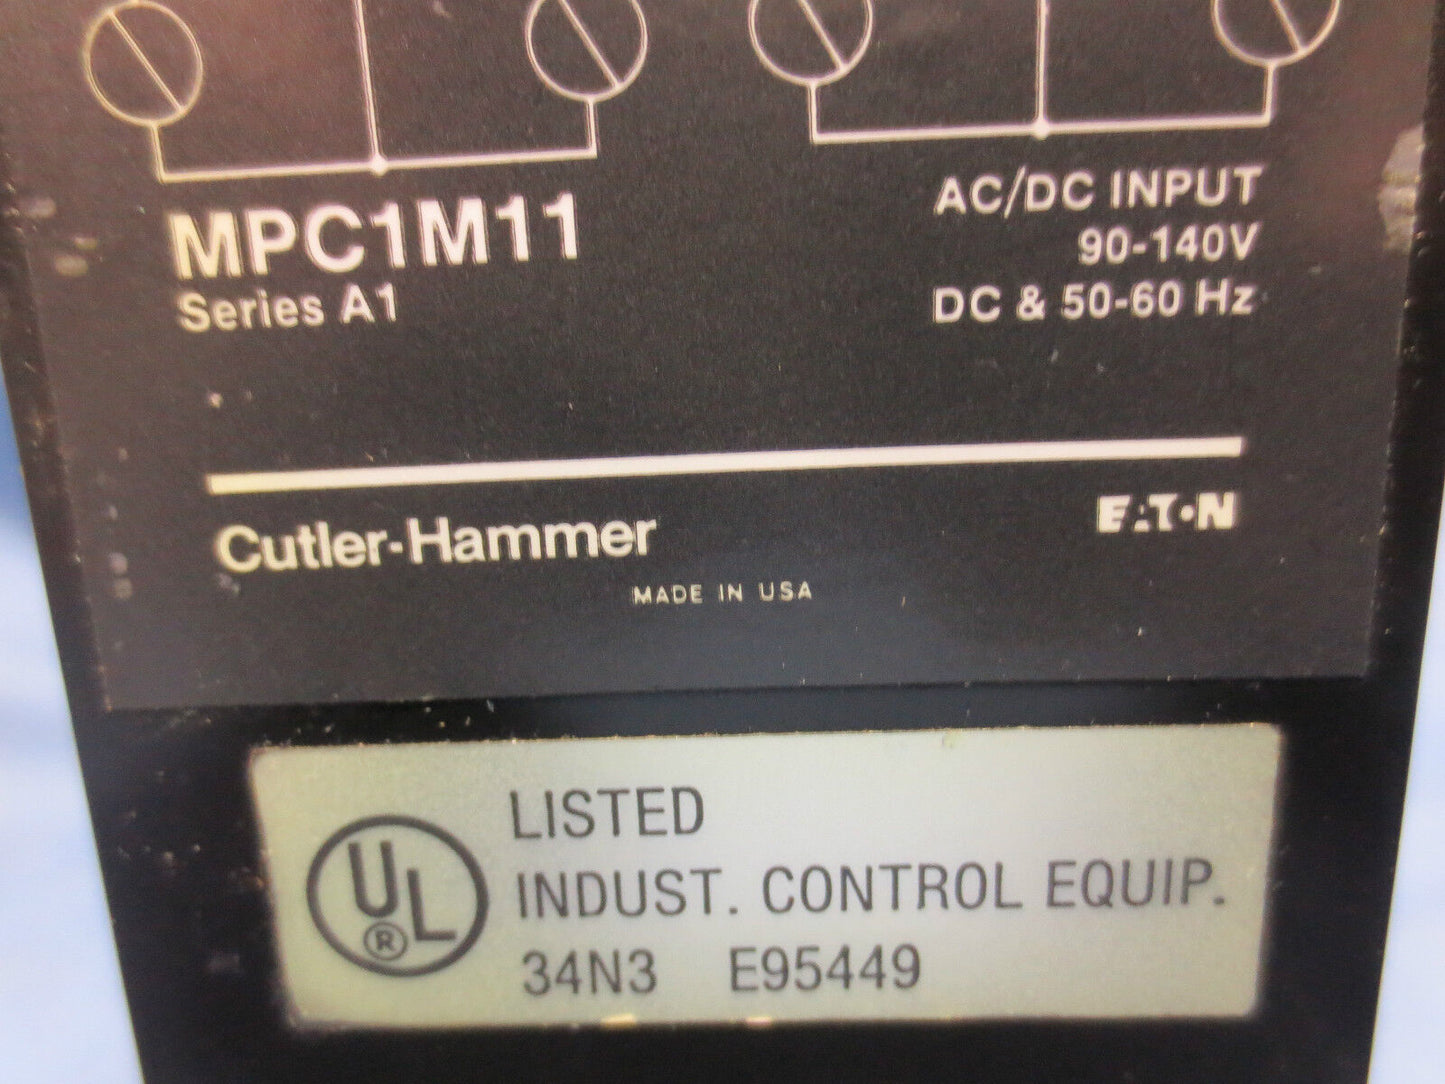 MPC1M11
Series A1
AC/DC INPUT
90-140V
DC & 50-60 Hz
Cutler-Hammer
EATON
MADE IN USA
UL
®
LISTED
INDUST. CONTROL EQUIP.
34N3 E95449